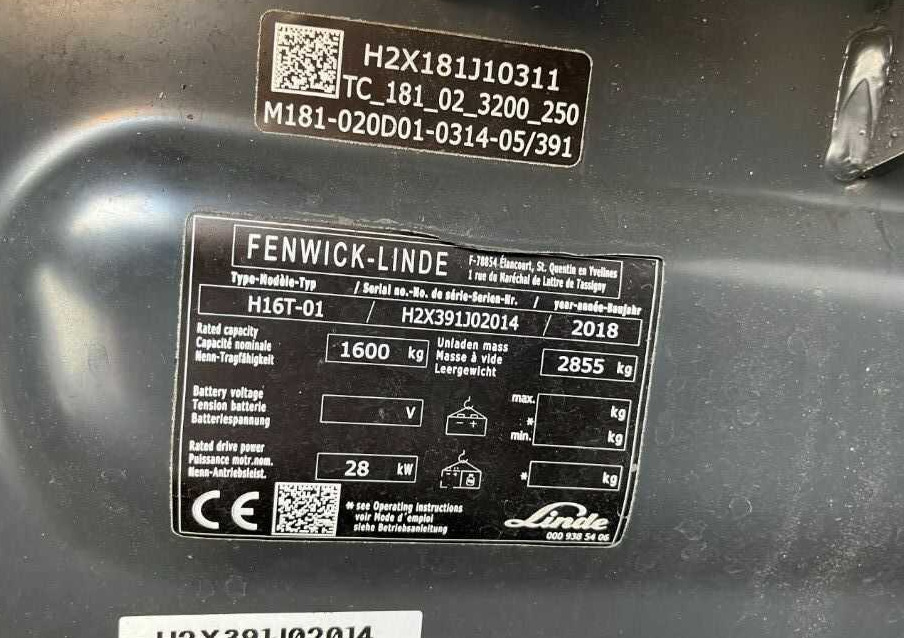 H2X181J10311
TC_181_02_3200_250
M181-020D01-0314-05/391
FENWICK-LINDE
F-78854 Élancourt, St. Quentin en Yvelines
1 rue du Maréchal de Lattre de Tassigny
Type-Modèle-Typ / Serial no.-No. de série-Serien-Nr. / year-année-Baujahr
H16T-01 / H2X391J02014 / 2018
Rated capacity
Capacité nominale
Nenn-Tragfähigkeit
1600 kg
Unladen mass
Masse à vide
Leergewicht
2855 kg
Battery voltage
Tension batterie
Batteriespannung
V
max. kg
*
min. kg
Rated drive power
Puissance motr.nom.
Nenn-Antriebsleist.
28 kW
* kg
CE
* see Operating instructions
voir Mode d'emploi
siehe Betriebsanleitung
Linde
000 938 54 06
H2X391J02014